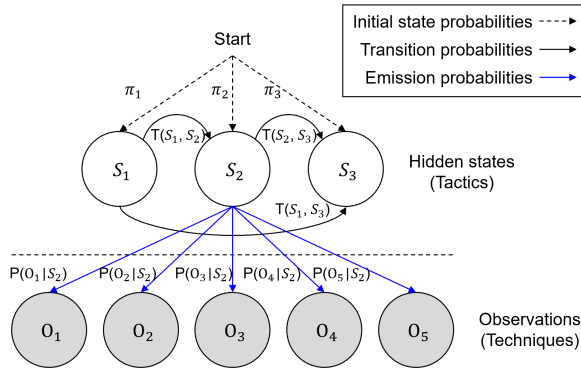 Start
Initial state probabilities
Transition probabilities
Emission probabilities
π₁
π₂
π₃
T(S₁, S₂)
T(S₂, S₃)
S₁
S₂
S₃
Hidden states
(Tactics)
T(S₁, S₃)
P(O₁|S₂)
P(O₂|S₂)
P(O₃|S₂)
P(O₄|S₂)
P(O₅|S₂)
O₁
O₂
O₃
O₄
O₅
Observations
(Techniques)